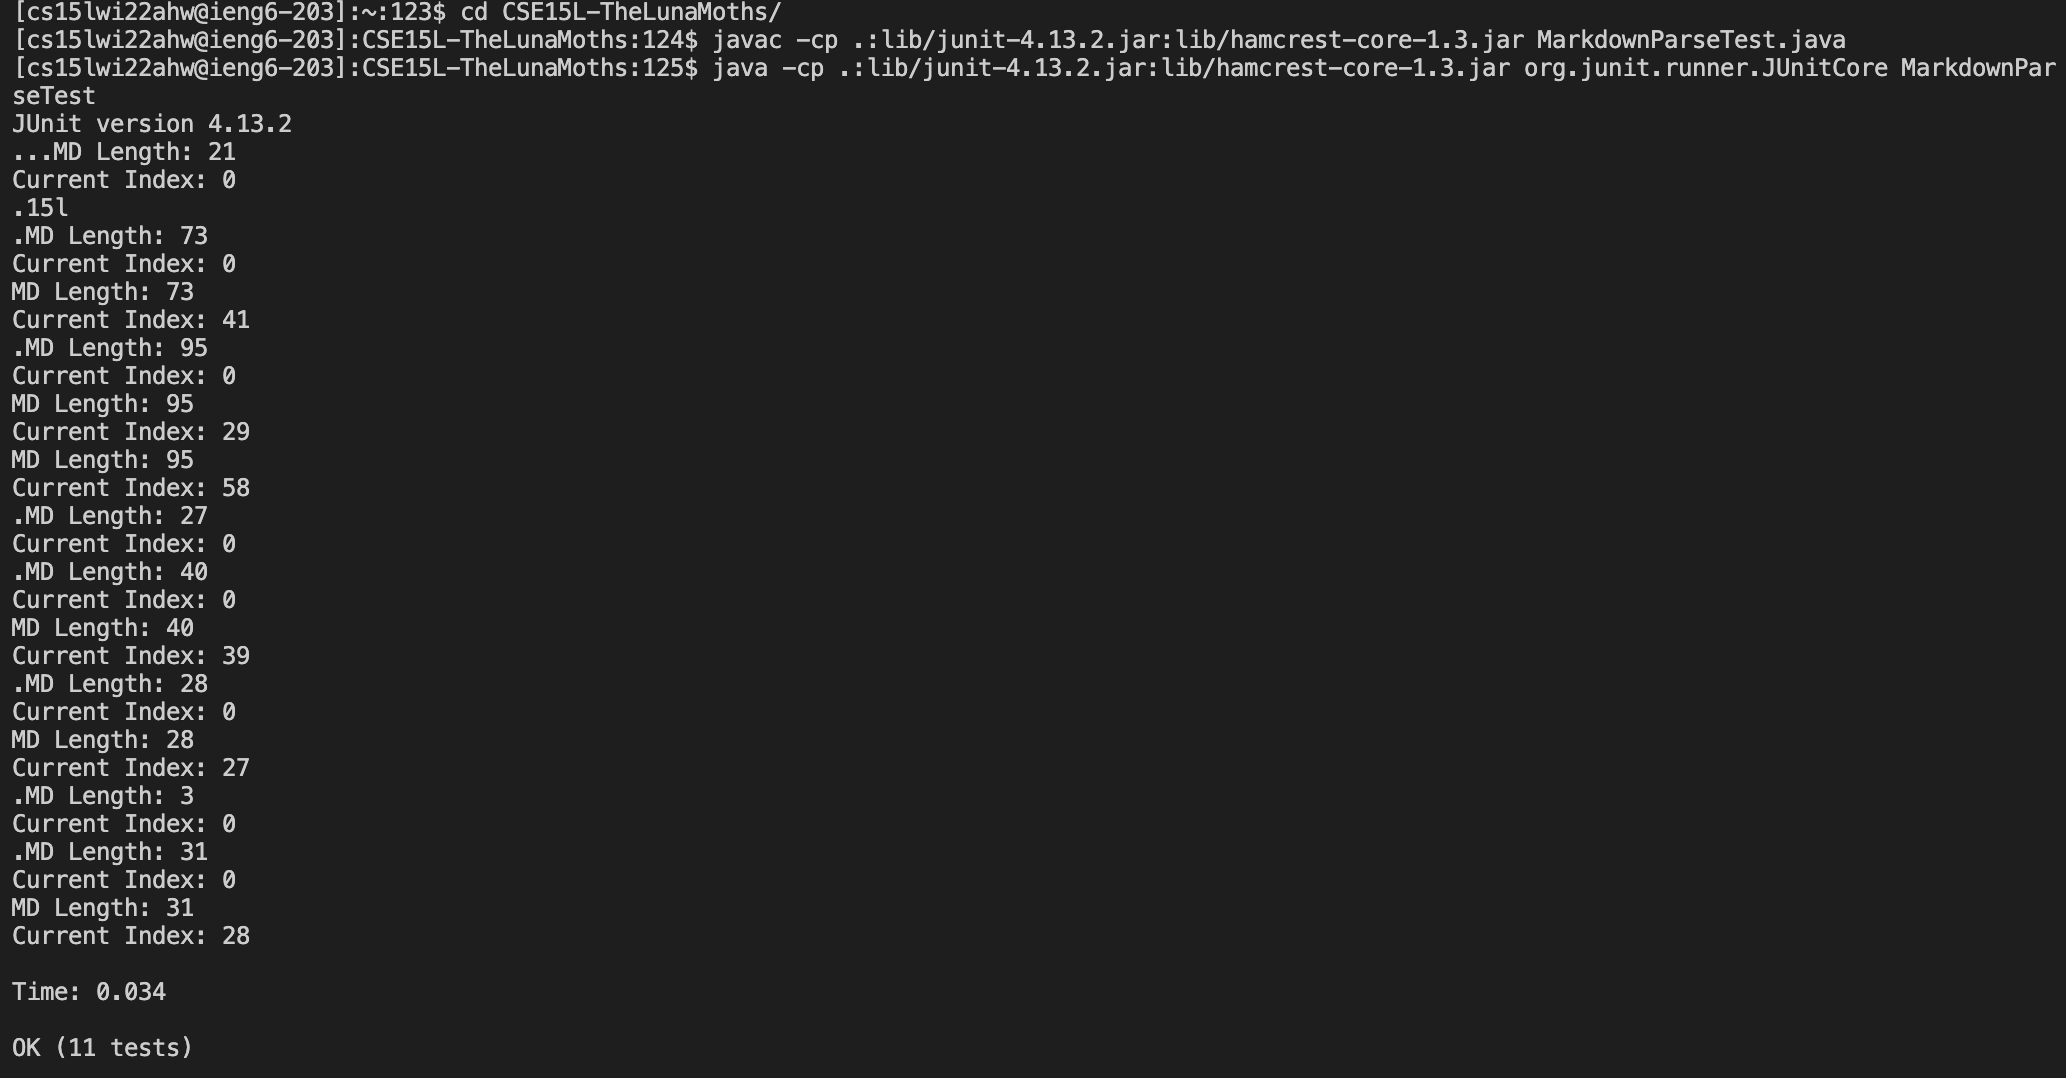 [cs15lwi22ahw@ieng6-203]:~:123$ cd CSE15L-TheLunaMoths/
[cs15lwi22ahw@ieng6-203]:CSE15L-TheLunaMoths:124$ javac -cp .:lib/junit-4.13.2.jar:lib/hamcrest-core-1.3.jar MarkdownParseTest.java
[cs15lwi22ahw@ieng6-203]:CSE15L-TheLunaMoths:125$ java -cp .:lib/junit-4.13.2.jar:lib/hamcrest-core-1.3.jar org.junit.runner.JUnitCore MarkdownPar
seTest
JUnit version 4.13.2
...MD Length: 21
Current Index: 0
.15l
.MD Length: 73
Current Index: 0
MD Length: 73
Current Index: 41
.MD Length: 95
Current Index: 0
MD Length: 95
Current Index: 29
MD Length: 95
Current Index: 58
.MD Length: 27
Current Index: 0
.MD Length: 40
Current Index: 0
MD Length: 40
Current Index: 39
.MD Length: 28
Current Index: 0
MD Length: 28
Current Index: 27
.MD Length: 3
Current Index: 0
.MD Length: 31
Current Index: 0
MD Length: 31
Current Index: 28
Time: 0.034
OK (11 tests)